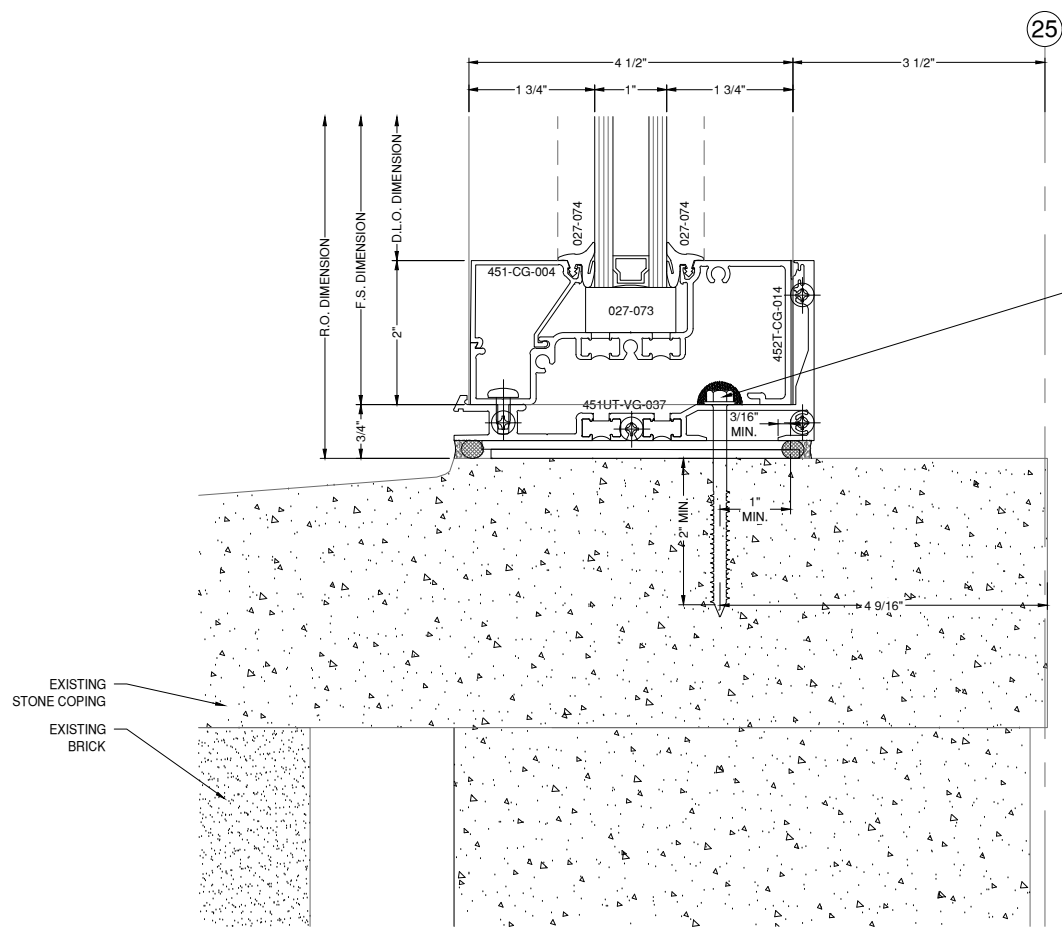 25
4 1/2"
3 1/2"
1 3/4"
1"
1 3/4"
R.O. DIMENSION
F.S. DIMENSION
D.L.O. DIMENSION
027-074
027-074
451-CG-004
027-073
452T-CG-014
2"
451UT-VG-037
3/4"
3/16"
MIN.
1"
MIN.
2" MIN.
4 9/16"
EXISTING
STONE COPING
EXISTING
BRICK